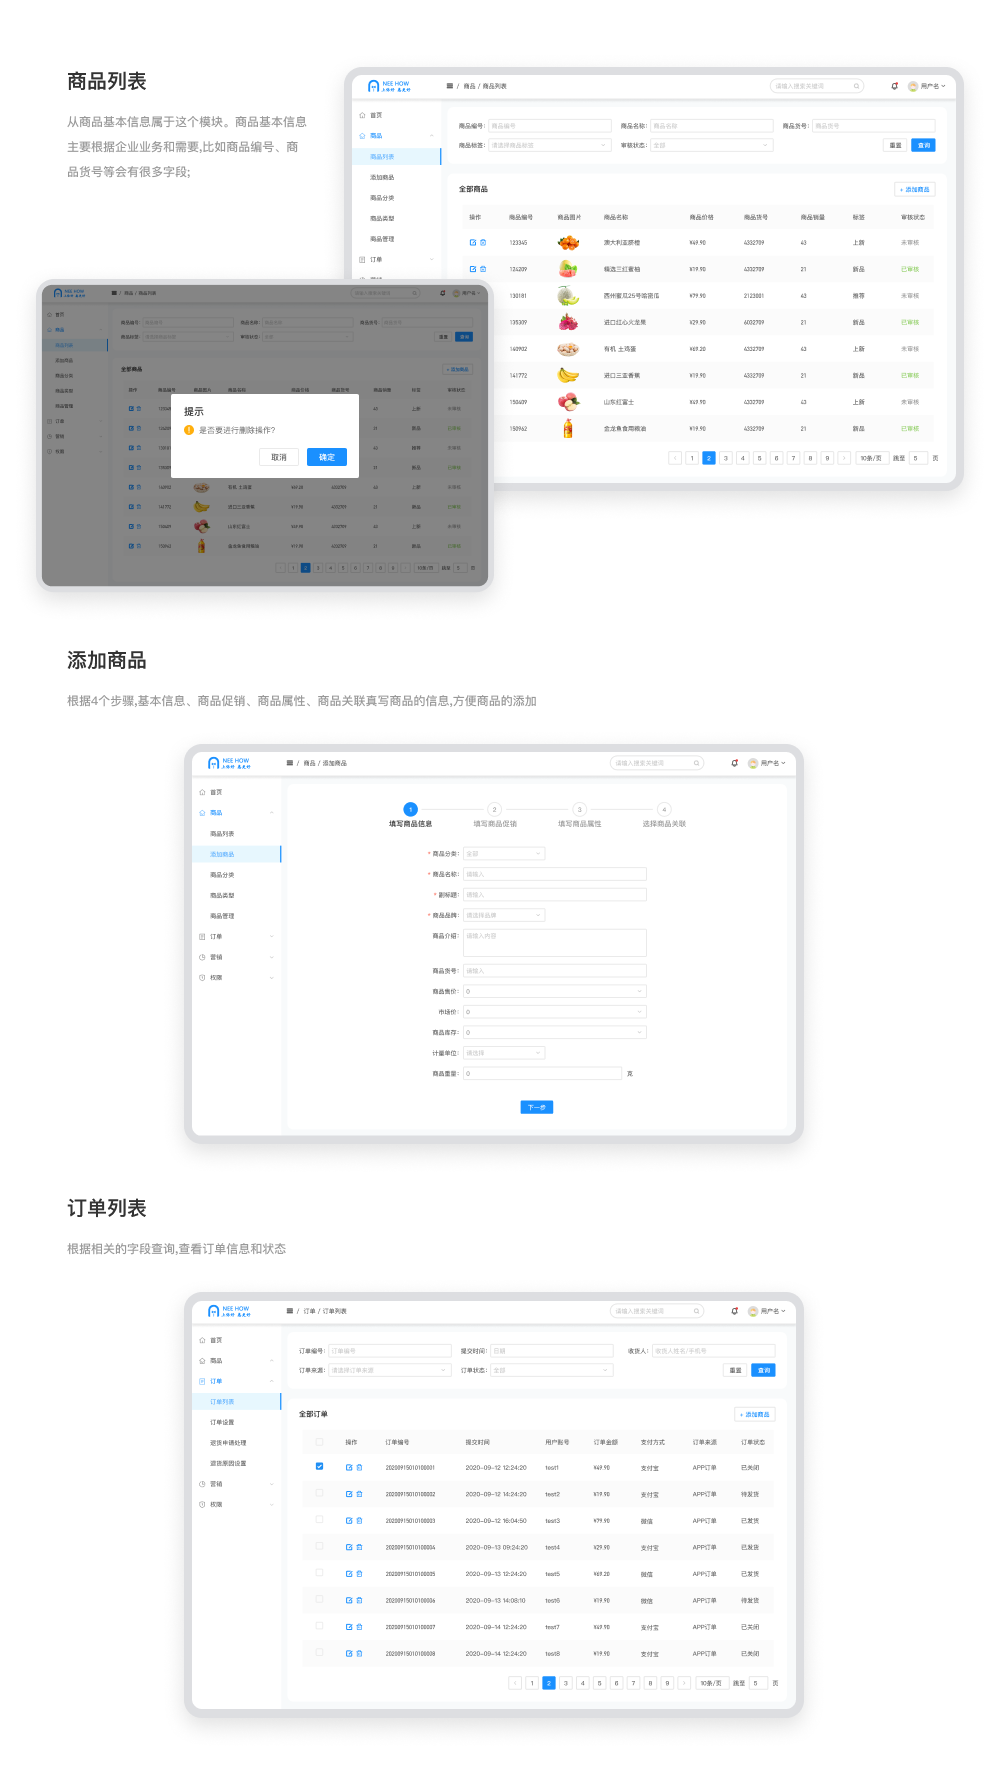 商品列表
从商品基本信息属于这个模块。商品基本信息
主要根据企业业务和需要,比如商品编号、商
品货号等会有很多字段;
NEE HOW
/ 商品 / 商品列表
请输入搜索关键词
用户名
首页
商品
商品列表
添加商品
商品分类
商品类型
商品管理
订单
商品编号: 商品编号
商品名称: 商品名称
商品货号: 商品货号
商品标签: 请选择商品标签
审核状态: 全部
重置 查询
全部商品
+ 添加商品
操作 商品编号 商品图片 商品名称 商品价格 商品货号 商品销量 标签 审核状态
123345 澳大利亚脐橙 ¥49.90 4332709 43 上新 未审核
124209 精选三红蜜柚 ¥19.90 4332709 21 新品 已审核
130181 西州蜜瓜25号哈密瓜 ¥79.90 2123001 43 推荐 未审核
135309 进口红心火龙果 ¥29.90 4332709 21 新品 已审核
140902 有机 土鸡蛋 ¥69.20 4332709 43 上新 未审核
141772 进口三亚香蕉 ¥19.90 4332709 21 新品 已审核
150409 山东红富士 ¥49.90 4332709 43 上新 未审核
150962 金龙鱼食用精油 ¥19.90 4332709 21 新品 已审核
1 2 3 4 5 6 7 8 9 10条/页 跳至 5 页
提示
是否要进行删除操作?
取消 确定
添加商品
根据4个步骤,基本信息、商品促销、商品属性、商品关联真写商品的信息,方便商品的添加
NEE HOW
/ 商品 / 添加商品
请输入搜索关键词
用户名
首页
商品
商品列表
添加商品
商品分类
商品类型
商品管理
订单
营销
权限
1 2 3 4
填写商品信息 填写商品促销 填写商品属性 选择商品关联
* 商品分类: 全部
* 商品名称: 请输入
* 副标题: 请输入
* 商品品牌: 请选择品牌
商品介绍: 请输入内容
商品货号: 请输入
商品售价: 0
市场价: 0
商品库存: 0
计量单位: 请选择
商品重量: 0 克
下一步
订单列表
根据相关的字段查询,查看订单信息和状态
NEE HOW
/ 订单 / 订单列表
请输入搜索关键词
用户名
首页
商品
订单
订单列表
订单设置
退货申请处理
退货原因设置
营销
权限
订单编号: 订单编号
提交时间: 日期
收货人: 收货人姓名/手机号
订单来源: 请选择订单来源
订单状态: 全部
重置 查询
全部订单
+ 添加商品
操作 订单编号 提交时间 用户账号 订单金额 支付方式 订单来源 订单状态
20200915010100001 2020-09-12 12:24:20 test1 ¥49.90 支付宝 APP订单 已关闭
20200915010100002 2020-09-12 14:24:20 test2 ¥19.90 支付宝 APP订单 待发货
20200915010100003 2020-09-12 16:04:50 test3 ¥79.90 微信 APP订单 已发货
20200915010100004 2020-09-13 09:24:20 test4 ¥29.90 支付宝 APP订单 已发货
20200915010100005 2020-09-13 12:24:20 test5 ¥69.20 微信 APP订单 已发货
20200915010100006 2020-09-13 14:08:10 test6 ¥19.90 微信 APP订单 待发货
20200915010100007 2020-09-14 12:24:20 test7 ¥49.90 支付宝 APP订单 已关闭
20200915010100008 2020-09-14 12:24:20 test8 ¥19.90 支付宝 APP订单 已关闭
1 2 3 4 5 6 7 8 9 10条/页 跳至 5 页